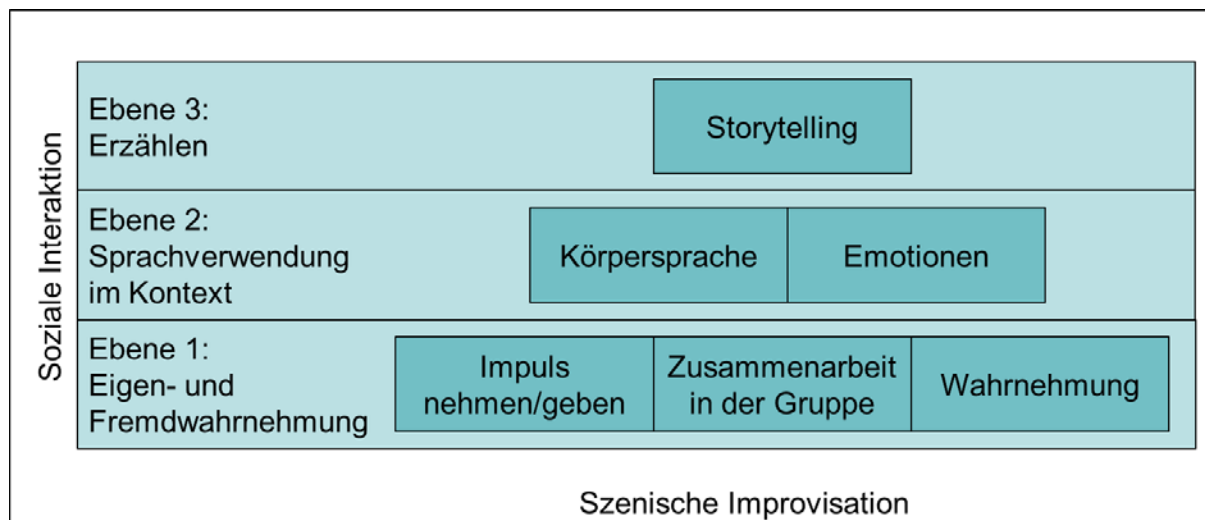 Soziale Interaktion
Ebene 3:
Erzählen
Storytelling
Ebene 2:
Sprachverwendung
im Kontext
Körpersprache
Emotionen
Ebene 1:
Eigen- und
Fremdwahrnehmung
Impuls
nehmen/geben
Zusammenarbeit
in der Gruppe
Wahrnehmung
Szenische Improvisation